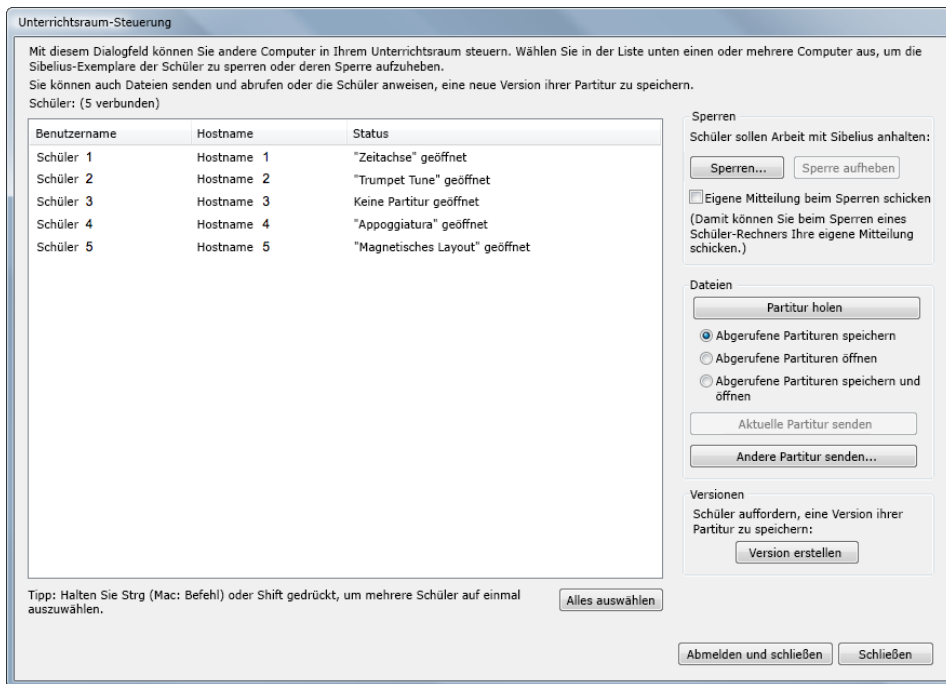 Unterrichtsraum-Steuerung
Mit diesem Dialogfeld können Sie andere Computer in Ihrem Unterrichtsraum steuern. Wählen Sie in der Liste unten einen oder mehrere Computer aus, um die
Sibelius-Exemplare der Schüler zu sperren oder deren Sperre aufzuheben.
Sie können auch Dateien senden und abrufen oder die Schüler anweisen, eine neue Version ihrer Partitur zu speichern.
Schüler: (5 verbunden)
Benutzername Hostname Status
Schüler 1 Hostname 1 "Zeitachse" geöffnet
Schüler 2 Hostname 2 "Trumpet Tune" geöffnet
Schüler 3 Hostname 3 Keine Partitur geöffnet
Schüler 4 Hostname 4 "Appoggiatura" geöffnet
Schüler 5 Hostname 5 "Magnetisches Layout" geöffnet
Tipp: Halten Sie Strg (Mac: Befehl) oder Shift gedrückt, um mehrere Schüler auf einmal
auszuwählen.
Alles auswählen
Sperren
Schüler sollen Arbeit mit Sibelius anhalten:
Sperren... Sperre aufheben
Eigene Mitteilung beim Sperren schicken
(Damit können Sie beim Sperren eines
Schüler-Rechners Ihre eigene Mitteilung
schicken.)
Dateien
Partitur holen
Abgerufene Partituren speichern
Abgerufene Partituren öffnen
Abgerufene Partituren speichern und
öffnen
Aktuelle Partitur senden
Andere Partitur senden...
Versionen
Schüler auffordern, eine Version ihrer
Partitur zu speichern:
Version erstellen
Abmelden und schließen Schließen